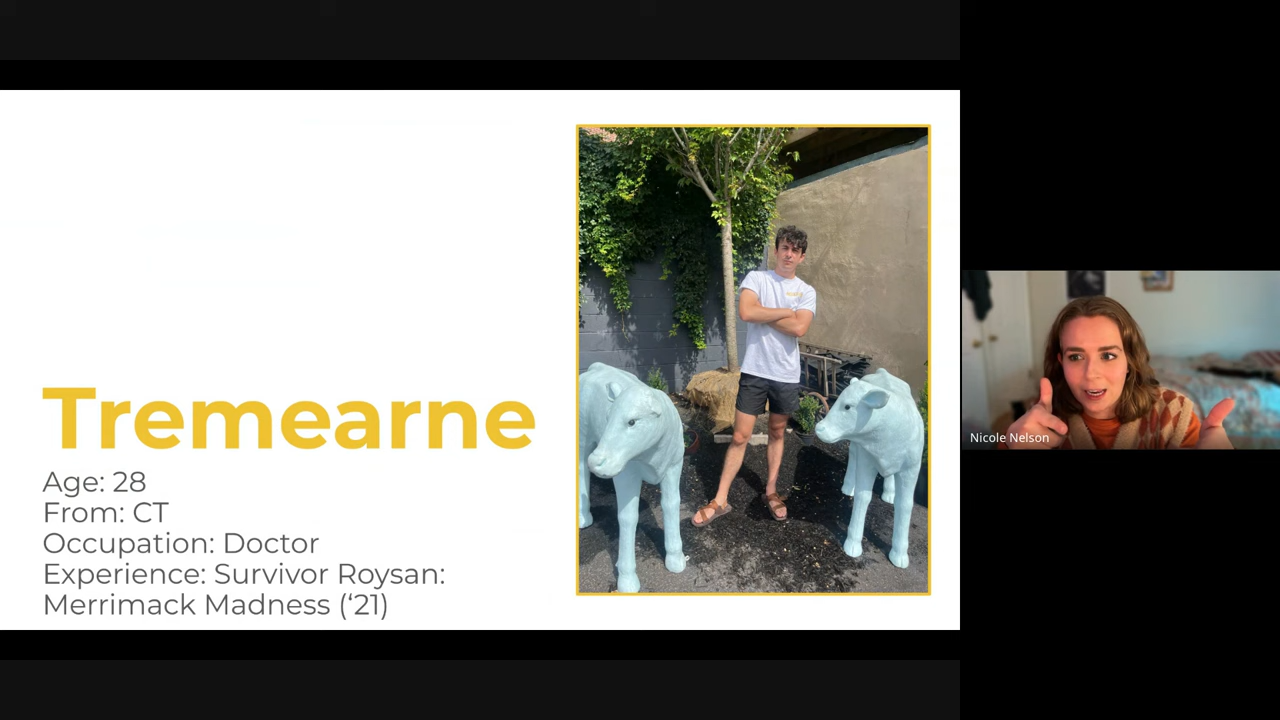 Tremearne
Age: 28
From: CT
Occupation: Doctor
Experience: Survivor Roysan:
Merrimack Madness (‘21)
Nicole Nelson